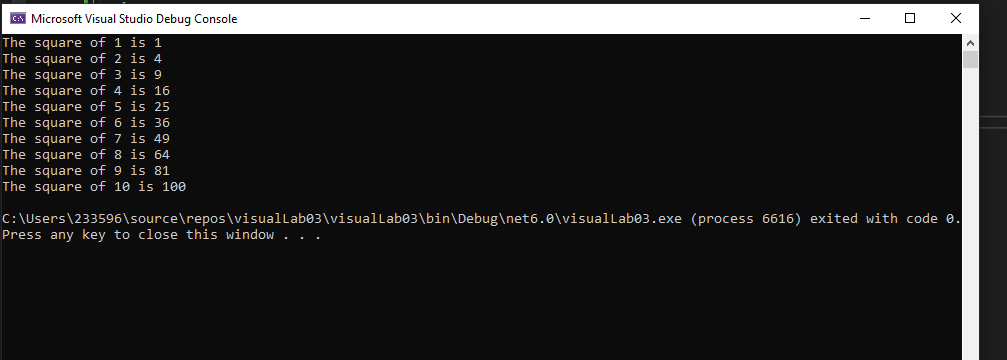 Microsoft Visual Studio Debug Console
The square of 1 is 1
The square of 2 is 4
The square of 3 is 9
The square of 4 is 16
The square of 5 is 25
The square of 6 is 36
The square of 7 is 49
The square of 8 is 64
The square of 9 is 81
The square of 10 is 100
C:\Users\233596\source\repos\visualLab03\visualLab03\bin\Debug\net6.0\visualLab03.exe (process 6616) exited with code 0.
Press any key to close this window . . .